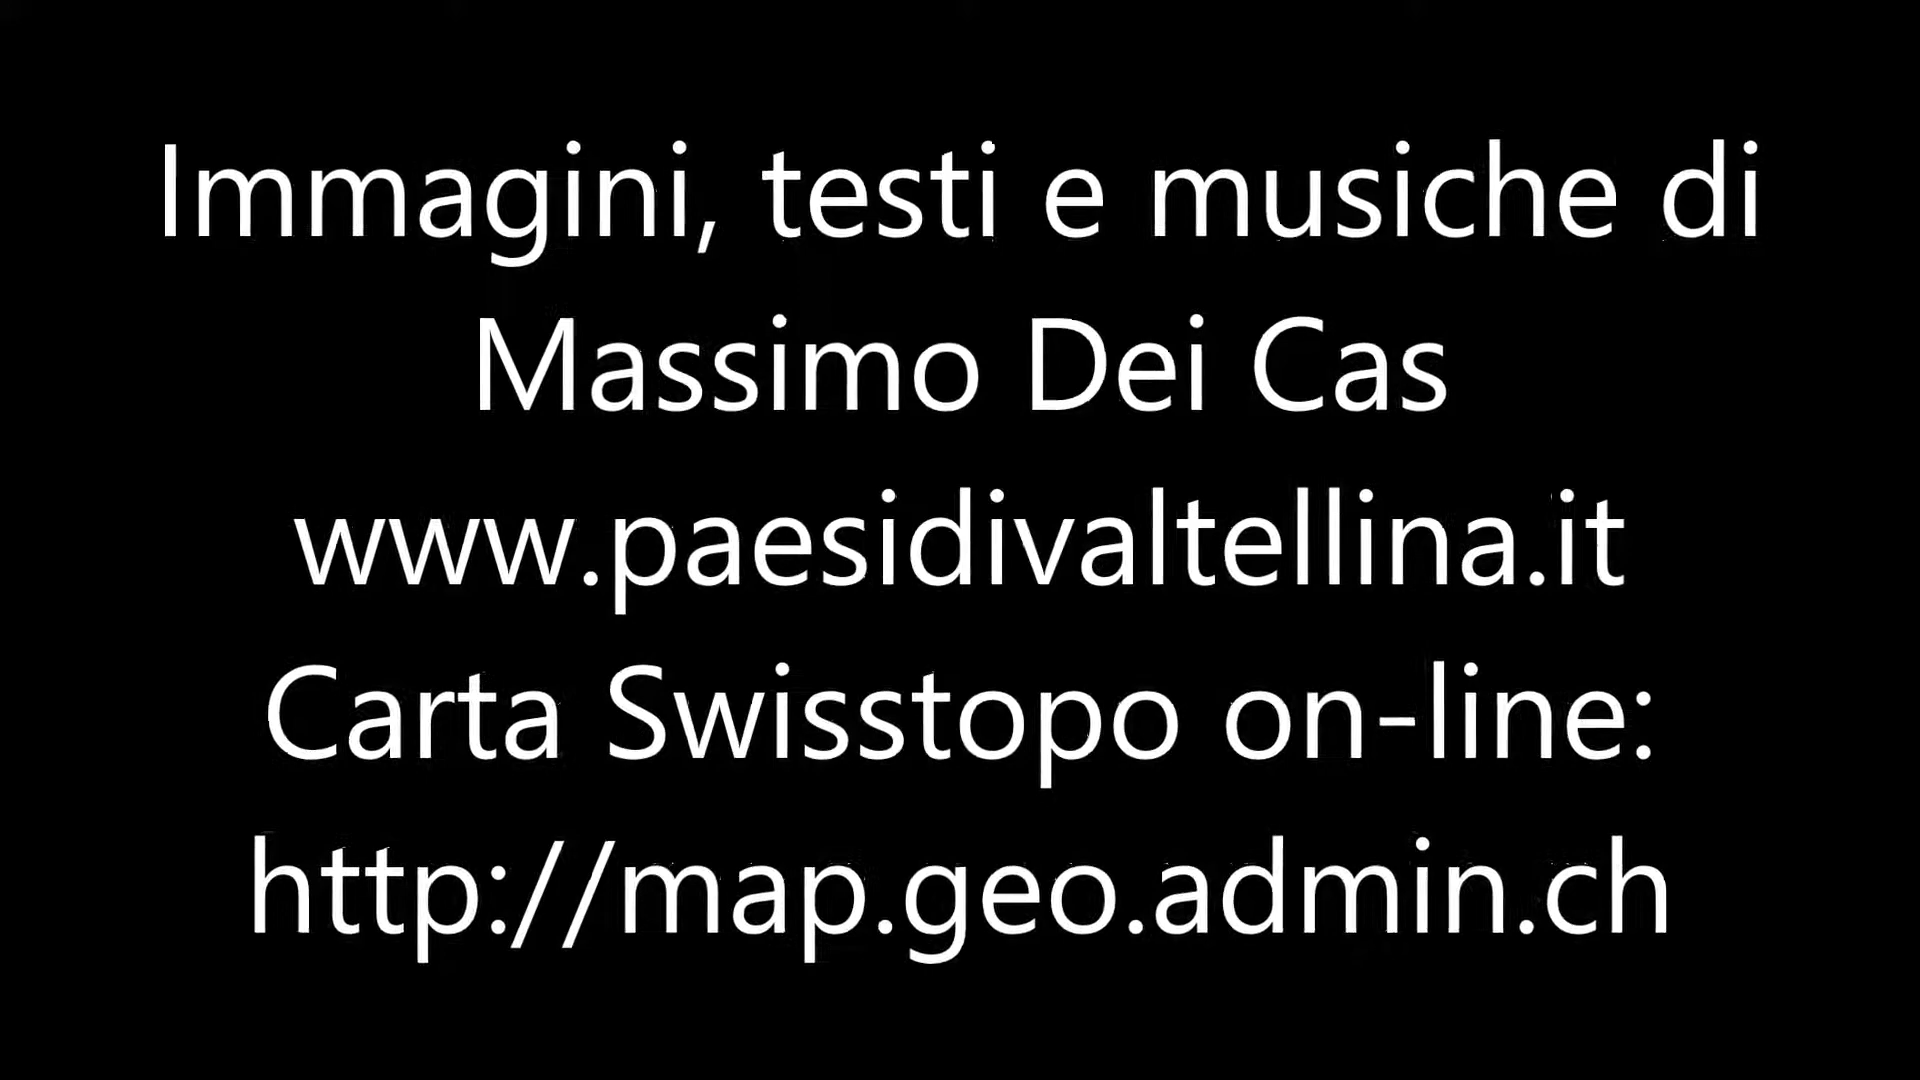 Immagini, testi e musiche di
Massimo Dei Cas
www.paesidivaltellina.it
Carta Swisstopo on-line:
http://map.geo.admin.ch